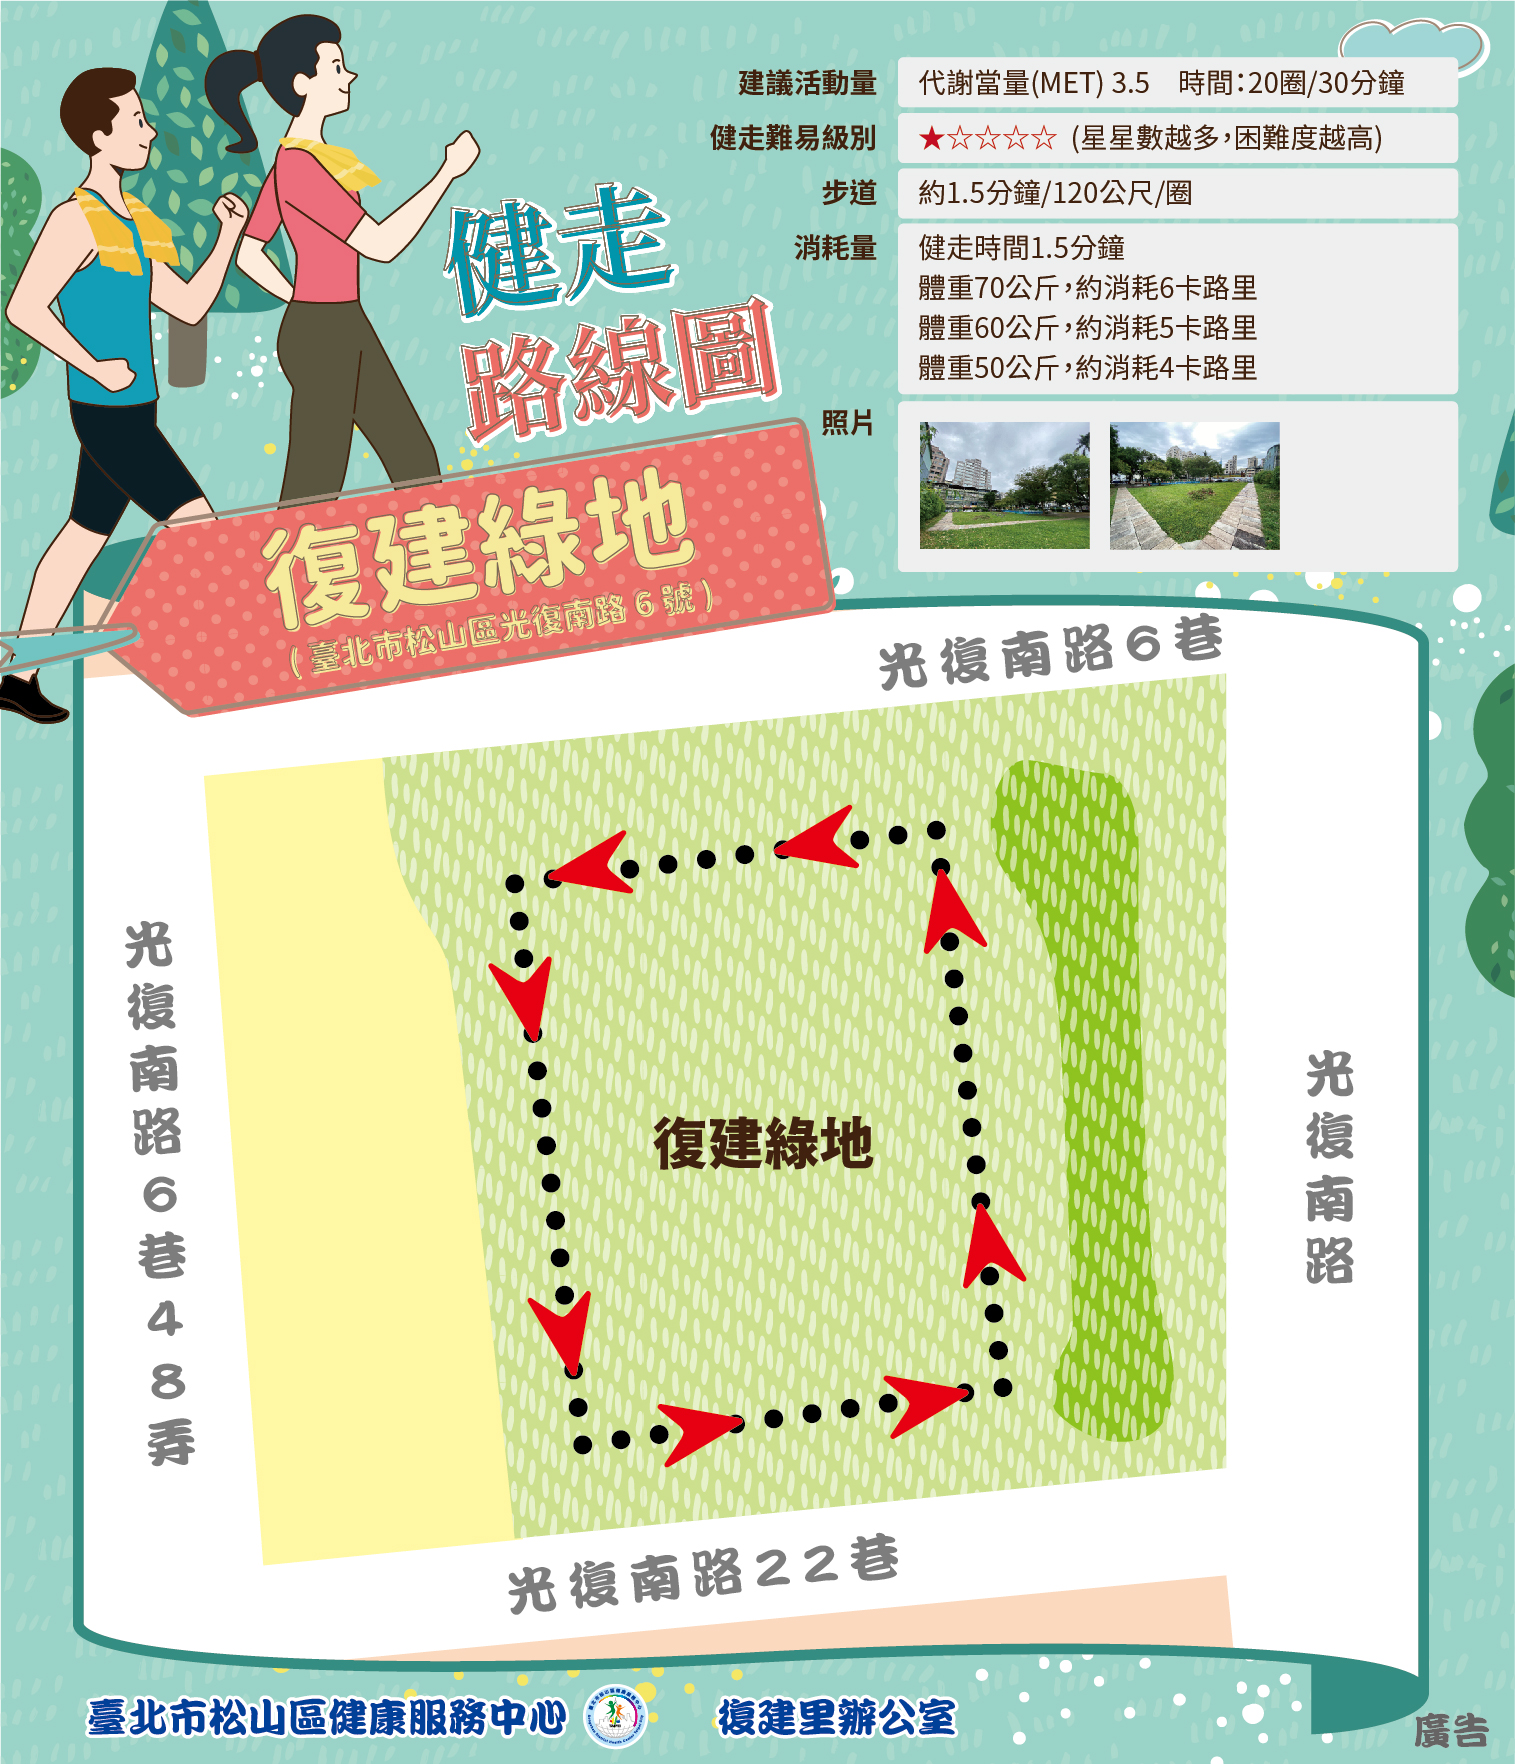 建議活動量 代謝當量(MET) 3.5 時間：20圈/30分鐘
健走難易級別 ★☆☆☆☆ (星星數越多，困難度越高)
步道 約1.5分鐘/120公尺/圈
消耗量 健走時間1.5分鐘
體重70公斤，約消耗6卡路里
體重60公斤，約消耗5卡路里
體重50公斤，約消耗4卡路里
照片
健走
路線圖
復建綠地
(臺北市松山區光復南路6號)
光復南路6巷
光復南路6巷48弄
復建綠地
光復南路
光復南路22巷
臺北市松山區健康服務中心
復建里辦公室
廣告